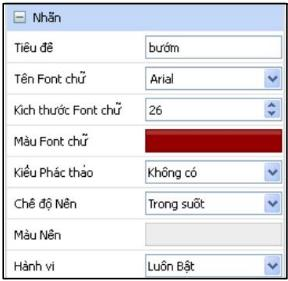 Nhãn
Tiêu đề bướm
Tên Font chữ Arial
Kích thước Font chữ 26
Màu Font chữ
Kiểu Phác thảo Không có
Chế độ Nền Trong suốt
Màu Nền
Hành vi Luôn Bật